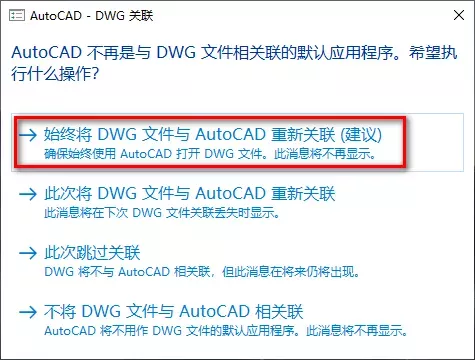 AutoCAD - DWG 关联
AutoCAD 不再是与 DWG 文件相关联的默认应用程序。希望执
行什么操作?
始终将 DWG 文件与 AutoCAD 重新关联 (建议)
确保始终使用 AutoCAD 打开 DWG 文件。此消息将不再显示。
此次将 DWG 文件与 AutoCAD 重新关联
此消息将在下次 DWG 文件关联丢失时显示。
此次跳过关联
DWG 将不与 AutoCAD 相关联，但此消息在将来仍将出现。
不将 DWG 文件与 AutoCAD 相关联
AutoCAD 将不用作 DWG 文件的默认应用程序。此消息将不再显示。